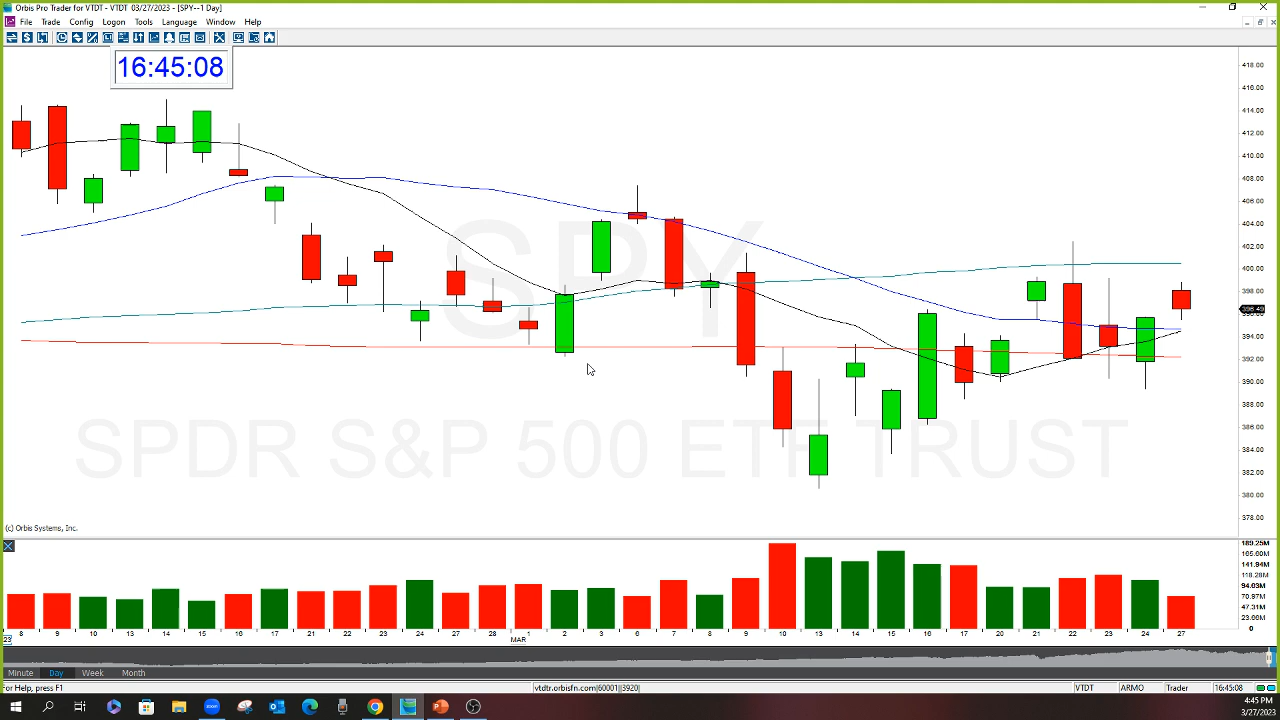 Orbis Pro Trader for VTDT - VTDT 03/27/2023 - [SPY--1 Day]
File Trade Config Logon Tools Language Window Help
16:45:08
418.00
416.00
414.00
412.00
410.00
408.00
406.00
404.00
402.00
400.00
398.00
396.00
394.00
392.00
390.00
388.00
386.00
384.00
382.00
380.00
378.00
SPY
SPDR S&P 500 ETF TRUST
(c) Orbis Systems, Inc.
189.25M
165.60M
141.94M
118.28M
94.03M
70.97M
47.31M
23.00M
0
8 9 10 13 14 15 16 17 21 22 23 24 27 28 1 2 3 6 7 8 9 10 13 14 15 16 17 20 21 22 23 24 27
23 MAR
Minute Day Week Month
For Help, press F1 vtdtr.orbisfn.com|60001||3920| VTDT ARMO Trader 16:45:08
zoom
4:45 PM
3/27/2023